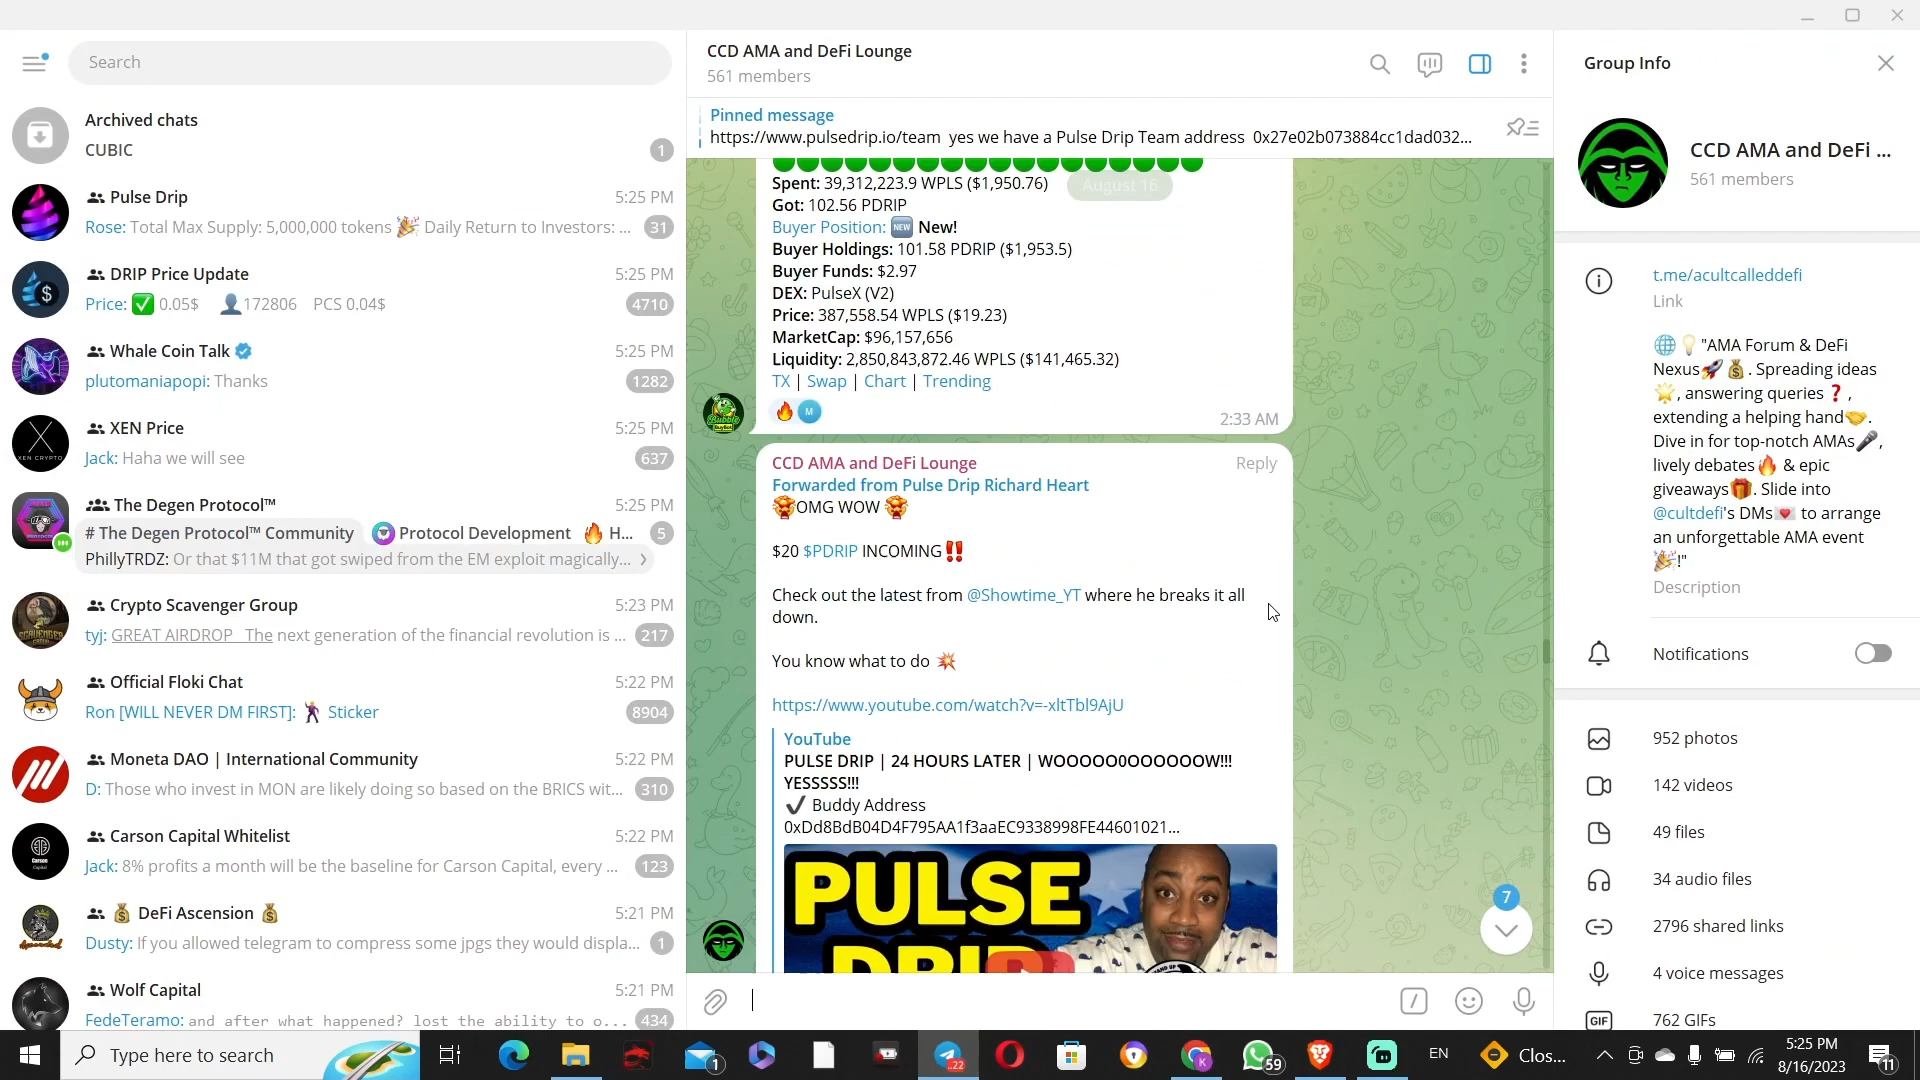 Search
Archived chats
CUBIC
1
Pulse Drip
5:25 PM
Rose: Total Max Supply: 5,000,000 tokens 🎉 Daily Return to Investors: ...
31
DRIP Price Update
5:25 PM
Price: ✅ 0.05$ 👤172806 PCS 0.04$
4710
Whale Coin Talk
5:25 PM
plutomaniapopi: Thanks
1282
XEN CRYPTO
XEN Price
5:25 PM
Jack: Haha we will see
637
The Degen Protocol™
5:25 PM
# The Degen Protocol™ Community Protocol Development 🔥 H...
5
PhillyTRDZ: Or that $11M that got swiped from the EM exploit magically...
Crypto Scavenger Group
5:23 PM
tyj: GREAT AIRDROP The next generation of the financial revolution is ...
217
Official Floki Chat
5:22 PM
Ron [WILL NEVER DM FIRST]: 🕺 Sticker
8904
Moneta DAO | International Community
5:22 PM
D: Those who invest in MON are likely doing so based on the BRICS wit...
310
Carson Capital Whitelist
5:22 PM
Jack: 8% profits a month will be the baseline for Carson Capital, every ...
123
💰 DeFi Ascension 💰
5:21 PM
Dusty: If you allowed telegram to compress some jpgs they would displa...
1
Wolf Capital
5:21 PM
FedeTeramo: and after what happened? lost the ability to o...
434
CCD AMA and DeFi Lounge
561 members
Pinned message
https://www.pulsedrip.io/team yes we have a Pulse Drip Team address 0x27e02b073884cc1dad032...
August 16
Spent: 39,312,223.9 WPLS ($1,950.76)
Got: 102.56 PDRIP
Buyer Position: 🆕 New!
Buyer Holdings: 101.58 PDRIP ($1,953.5)
Buyer Funds: $2.97
DEX: PulseX (V2)
Price: 387,558.54 WPLS ($19.23)
MarketCap: $96,157,656
Liquidity: 2,850,843,872.46 WPLS ($141,465.32)
TX | Swap | Chart | Trending
🔥 M
2:33 AM
CCD AMA and DeFi Lounge
Reply
Forwarded from Pulse Drip Richard Heart
🤯OMG WOW 🤯
$20 $PDRIP INCOMING‼️
Check out the latest from @Showtime_YT where he breaks it all
down.
You know what to do 💥
https://www.youtube.com/watch?v=-xltTbl9AjU
YouTube
PULSE DRIP | 24 HOURS LATER | WOOOOO0OOOOOOW!!!
YESSSSS!!!
✔️ Buddy Address
0xDd8BdB04D4F795AA1f3aaEC9338998FE44601021...
PULSE
DRIP
7
Group Info
CCD AMA and DeFi ...
561 members
t.me/acultcalleddefi
Link
🌐💡"AMA Forum & DeFi
Nexus🚀💰. Spreading ideas
🌟, answering queries❓,
extending a helping hand🤝.
Dive in for top-notch AMAs🎤,
lively debates🔥 & epic
giveaways🎁. Slide into
@cultdefi's DMs💌 to arrange
an unforgettable AMA event
🎉!"
Description
Notifications
952 photos
142 videos
49 files
34 audio files
2796 shared links
4 voice messages
GIF
762 GIFs
Type here to search
1
..22
K
59
EN
Clos...
5:25 PM
8/16/2023
11